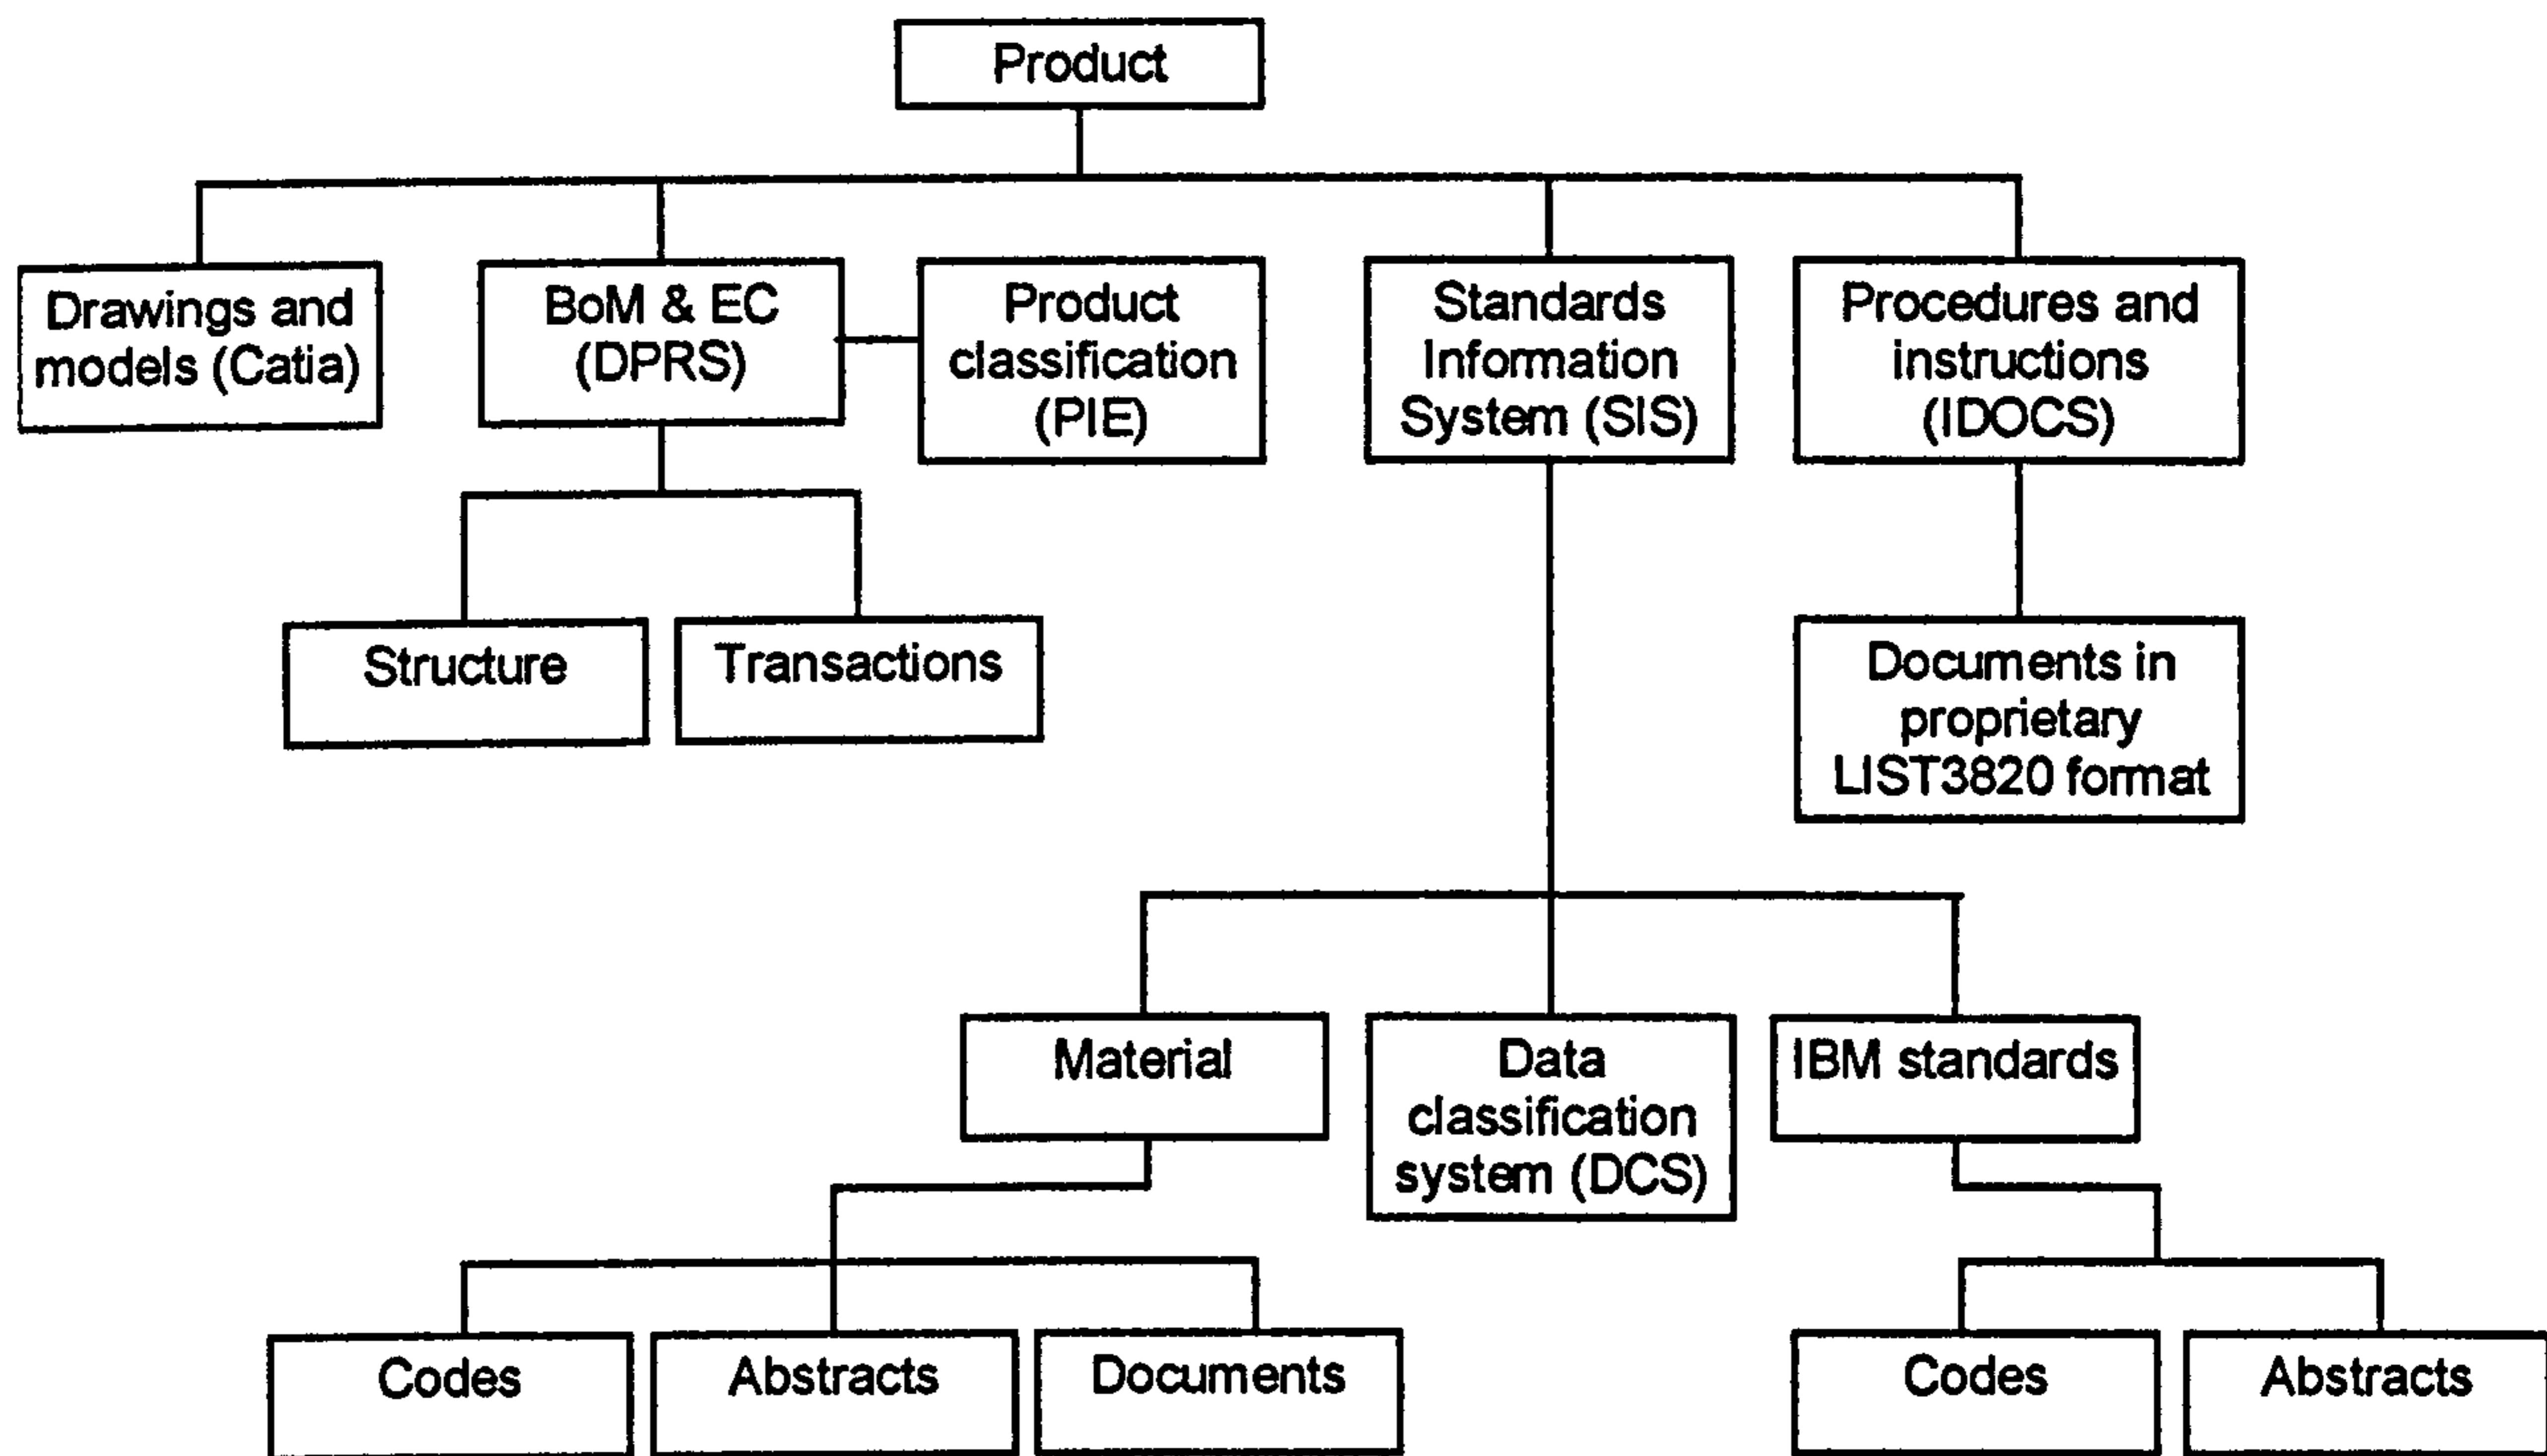 Product
Drawings and
models (Catia)
BoM & EC
(DPRS)
Product
classification
(PIE)
Standards
Information
System (SIS)
Procedures and
instructions
(IDOCS)
Structure
Transactions
Documents in
proprietary
LIST3820 format
Material
Data
classification
system (DCS)
IBM standards
Codes
Abstracts
Documents
Codes
Abstracts